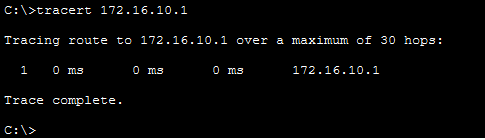 C:\>tracert 172.16.10.1
Tracing route to 172.16.10.1 over a maximum of 30 hops:
1 0 ms 0 ms 0 ms 172.16.10.1
Trace complete.
C:\>